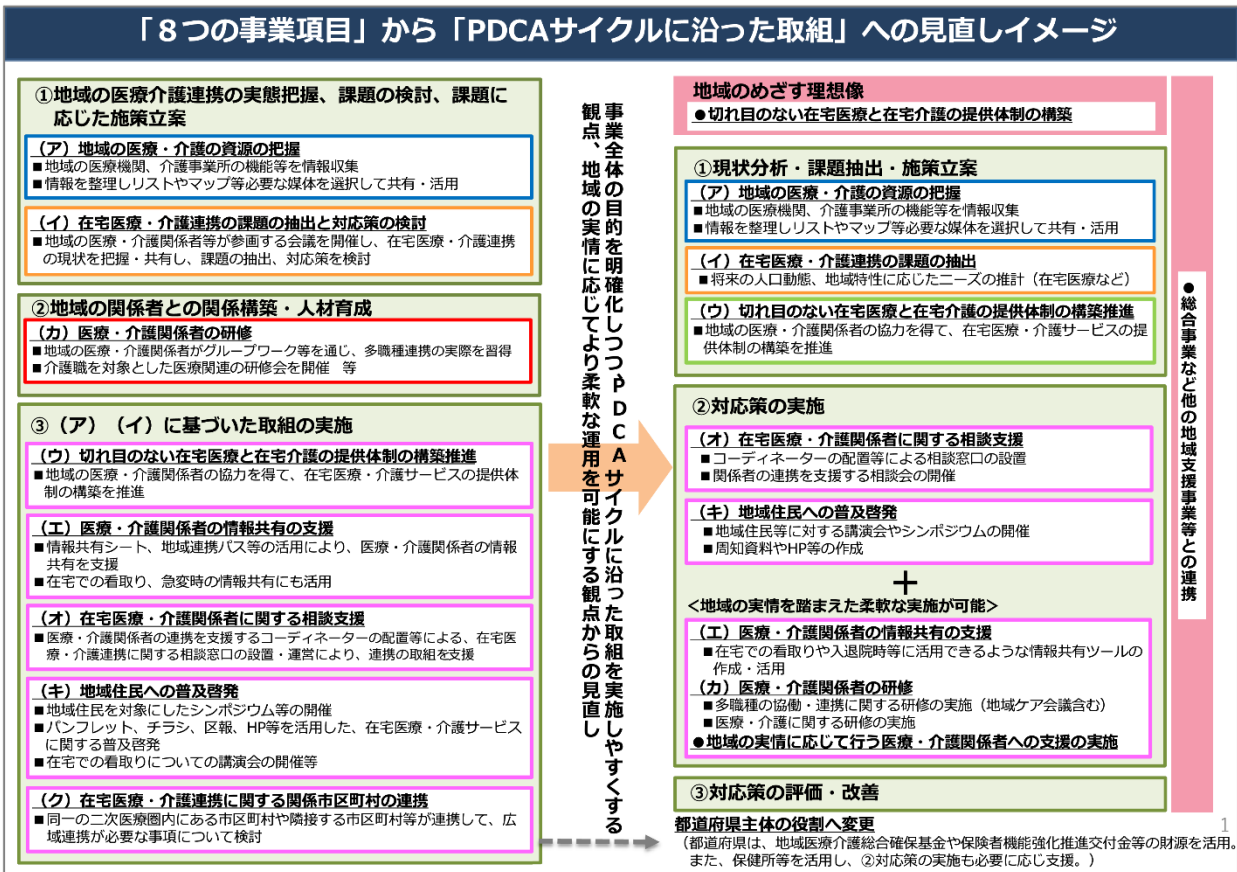 「８つの事業項目」から「PDCAサイクルに沿った取組」への見直しイメージ
①地域の医療介護連携の実態把握、課題の検討、課題に
応じた施策立案
（ア）地域の医療・介護の資源の把握
■地域の医療機関、介護事業所の機能等を情報収集
■情報を整理しリストやマップ等必要な媒体を選択して共有・活用
（イ）在宅医療・介護連携の課題の抽出と対応策の検討
■地域の医療・介護関係者等が参画する会議を開催し、在宅医療・介護連携
の現状を把握・共有し、課題の抽出、対応策を検討
②地域の関係者との関係構築・人材育成
（カ）医療・介護関係者の研修
■地域の医療・介護関係者がグループワーク等を通じ、多職種連携の実際を習得
■介護職を対象とした医療関連の研修会を開催　等
③（ア）（イ）に基づいた取組の実施
（ウ）切れ目のない在宅医療と在宅介護の提供体制の構築推進
■地域の医療・介護関係者の協力を得て、在宅医療・介護サービスの提供体
制の構築を推進
（エ）医療・介護関係者の情報共有の支援
■情報共有シート、地域連携パス等の活用により、医療・介護関係者の情報
共有を支援
■在宅での看取り、急変時の情報共有にも活用
（オ）在宅医療・介護関係者に関する相談支援
■医療・介護関係者の連携を支援するコーディネーターの配置等による、在宅医
療・介護連携に関する相談窓口の設置・運営により、連携の取組を支援
（キ）地域住民への普及啓発
■地域住民を対象にしたシンポジウム等の開催
■パンフレット、チラシ、区報、HP等を活用した、在宅医療・介護サービス
に関する普及啓発
■在宅での看取りについての講演会の開催等
（ク）在宅医療・介護連携に関する関係市区町村の連携
■同一の二次医療圏内にある市区町村や隣接する市区町村等が連携して、広
域連携が必要な事項について検討
事業全体の目的を明確化しつつ、PDCAサイクルに沿った取組を実施しやすくする
観点、地域の実情に応じてより柔軟な運用を可能にする観点からの見直し
地域のめざす理想像
●切れ目のない在宅医療と在宅介護の提供体制の構築
①現状分析・課題抽出・施策立案
（ア）地域の医療・介護の資源の把握
■地域の医療機関、介護事業所の機能等を情報収集
■情報を整理しリストやマップ等必要な媒体を選択して共有・活用
（イ）在宅医療・介護連携の課題の抽出
■将来の人口動態、地域特性に応じたニーズの推計（在宅医療など）
（ウ）切れ目のない在宅医療と在宅介護の提供体制の構築推進
■地域の医療・介護関係者の協力を得て、在宅医療・介護サービスの提
供体制の構築を推進
②対応策の実施
（オ）在宅医療・介護関係者に関する相談支援
■コーディネーターの配置等による相談窓口の設置
■関係者の連携を支援する相談会の開催
（キ）地域住民への普及啓発
■地域住民等に対する講演会やシンポジウムの開催
■周知資料やHP等の作成
＋
<地域の実情を踏まえた柔軟な実施が可能>
（エ）医療・介護関係者の情報共有の支援
■在宅での看取りや入退院時等に活用できるような情報共有ツールの
作成・活用
（カ）医療・介護関係者の研修
■多職種の協働・連携に関する研修の実施（地域ケア会議含む）
■医療・介護に関する研修の実施
●地域の実情に応じて行う医療・介護関係者への支援の実施
③対応策の評価・改善
●総合事業など他の地域支援事業等との連携
都道府県主体の役割へ変更
（都道府県は、地域医療介護総合確保基金や保険者機能強化推進交付金等の財源を活用。
また、保健所等を活用し、②対応策の実施も必要に応じ支援。）
1